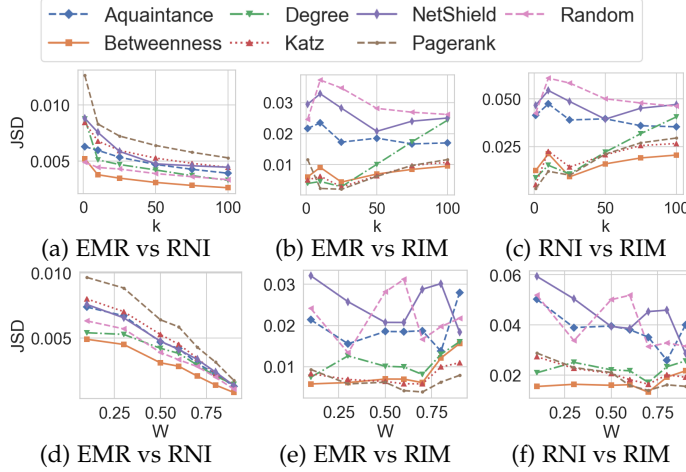 Aquaintance Degree NetShield Random
Betweenness Katz Pagerank
JSD
0.010
0.005
0 50 100
k
0.03
0.02
0.01
0 50 100
k
0.050
0.025
0 50 100
k
(a) EMR vs RNI (b) EMR vs RIM (c) RNI vs RIM
JSD
0.010
0.005
0.25 0.50 0.75
W
0.03
0.02
0.01
0.25 0.50 0.75
W
0.06
0.04
0.02
0.25 0.50 0.75
W
(d) EMR vs RNI (e) EMR vs RIM (f) RNI vs RIM